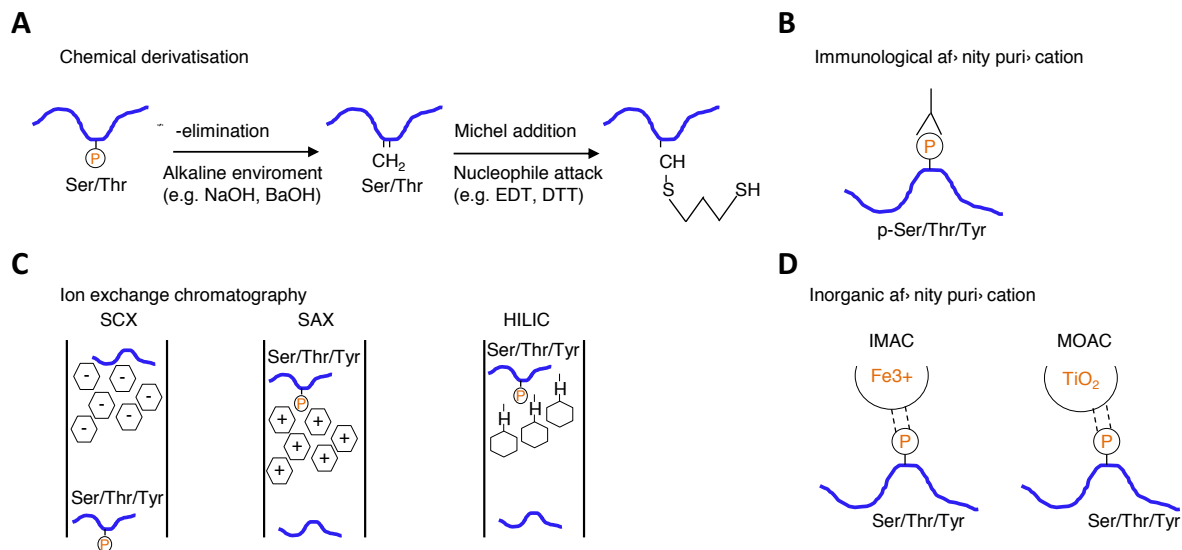 A
Chemical derivatisation
P
Ser/Thr
-elimination
Alkaline enviroment
(e.g. NaOH, BaOH)
CH2
Ser/Thr
Michel addition
Nucleophile attack
(e.g. EDT, DTT)
CH
S
SH
B
Immunological af› nity puri› cation
P
p-Ser/Thr/Tyr
C
Ion exchange chromatography
SCX
-
-
-
-
-
-
Ser/Thr/Tyr
P
SAX
Ser/Thr/Tyr
P
+
+
+
+
+
+
HILIC
Ser/Thr/Tyr
P
H
H
H
D
Inorganic af› nity puri› cation
IMAC
Fe3+
P
Ser/Thr/Tyr
MOAC
TiO2
P
Ser/Thr/Tyr